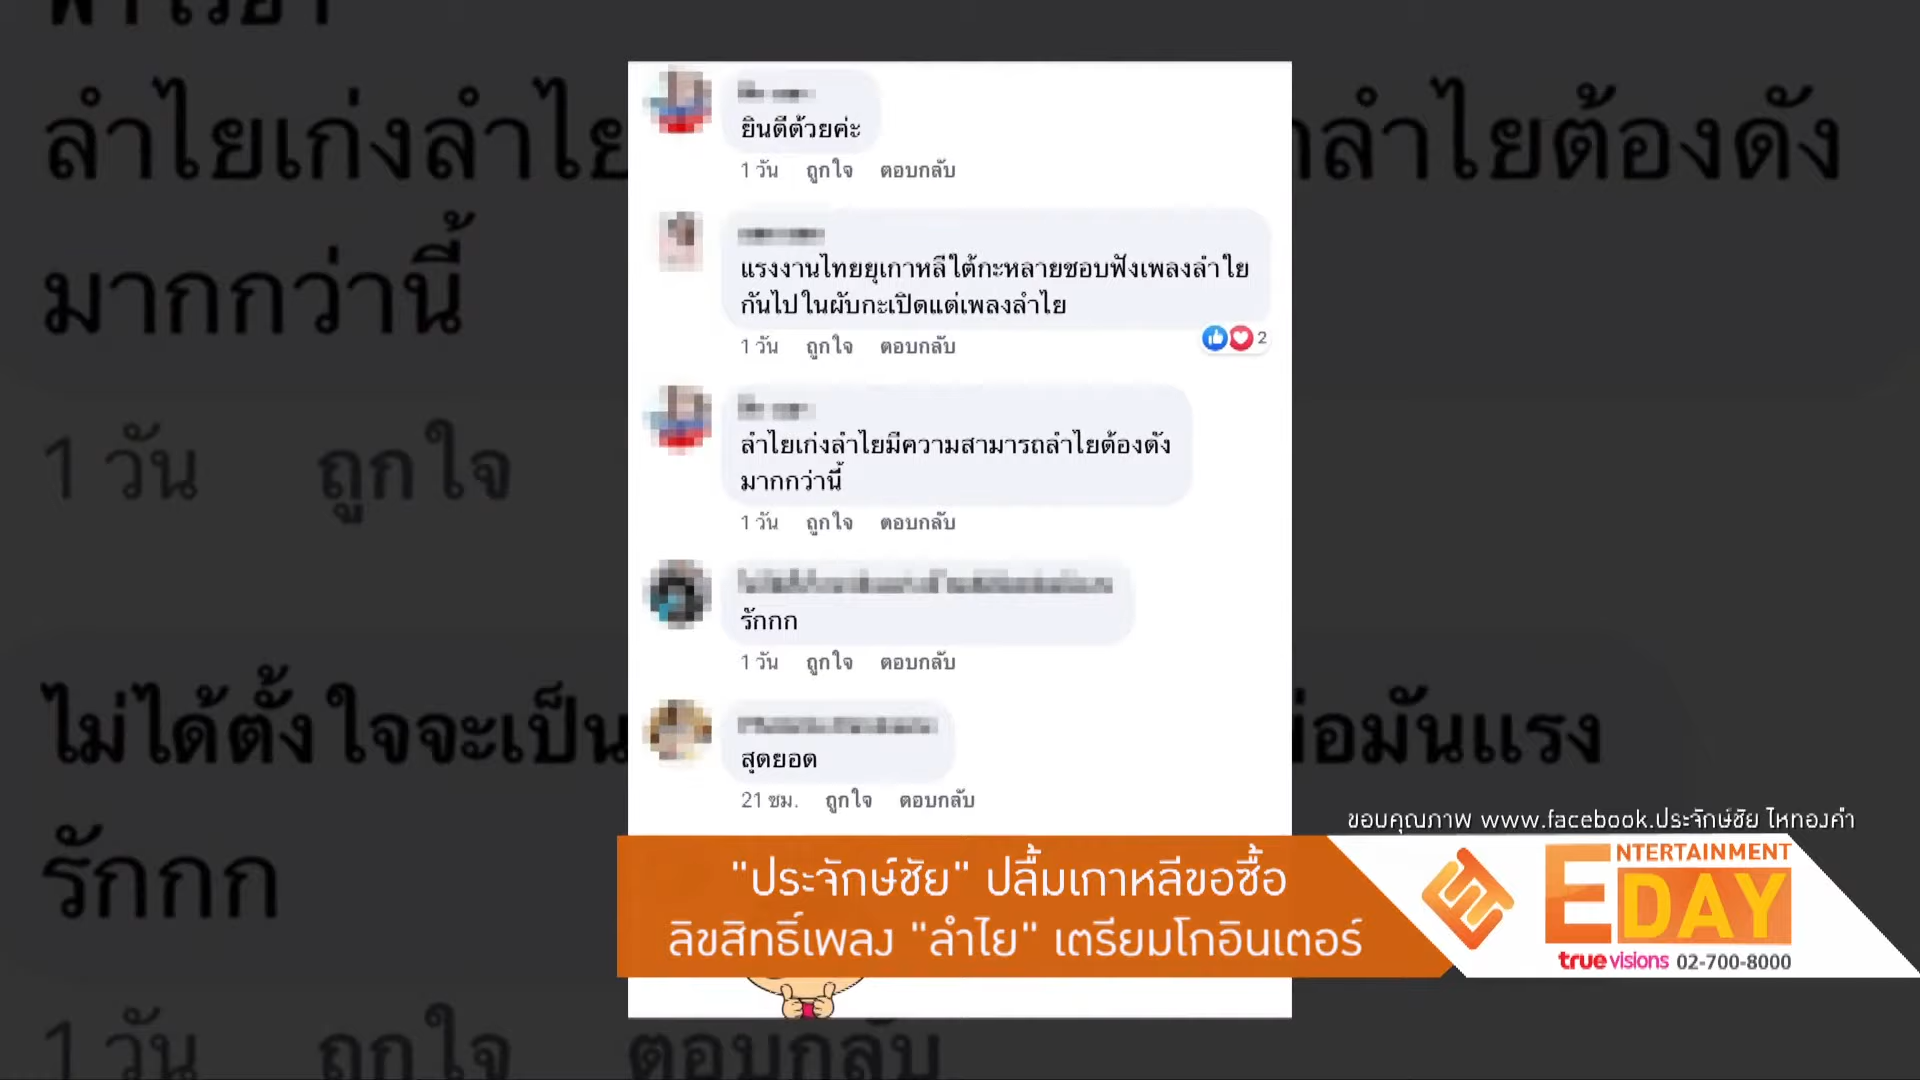 ลำไยเก่งลำไย
ลำไยต้องดัง
มากกว่านี้
1 วัน ถูกใจ
ไม่ได้ตั้งใจจะเป็น
พ่อมันแรง
รักกก
1 วัน ถูกใจ ตอบกลับ
ยินดีด้วยค่ะ
1 วัน ถูกใจ ตอบกลับ
แรงงานไทยยุเกาหลีใต้กะหลายชอบฟังเพลงลำใย
กันไปในผับกะเปิดแต่เพลงลำไย
1 วัน ถูกใจ ตอบกลับ
2
ลำไยเก่งลำไยมีความสามารถลำไยต้องดัง
มากกว่านี้
1 วัน ถูกใจ ตอบกลับ
รักกก
1 วัน ถูกใจ ตอบกลับ
สุดยอด
21 ชม. ถูกใจ ตอบกลับ
ขอบคุณภาพ www.facebook.ประจักษ์ชัย ไหทองคำ
"ประจักษ์ชัย" ปลื้มเกาหลีขอซื้อ
ลิขสิทธิ์เพลง "ลำไย" เตรียมโกอินเตอร์
ENTERTAINMENT
DAY
truevisions 02-700-8000